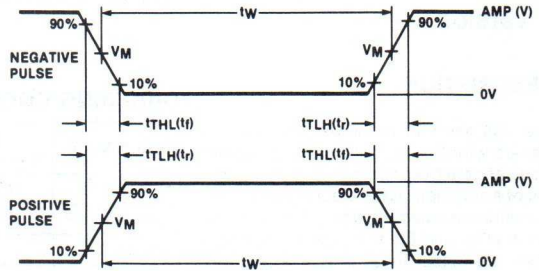 tW
90%
90%
AMP (V)
NEGATIVE
PULSE
VM
VM
10%
10%
0V
tTHL(tf)
tTLH(tr)
tTLH(tr)
tTHL(tf)
AMP (V)
90%
90%
POSITIVE
PULSE
VM
VM
10%
10%
tW
0V